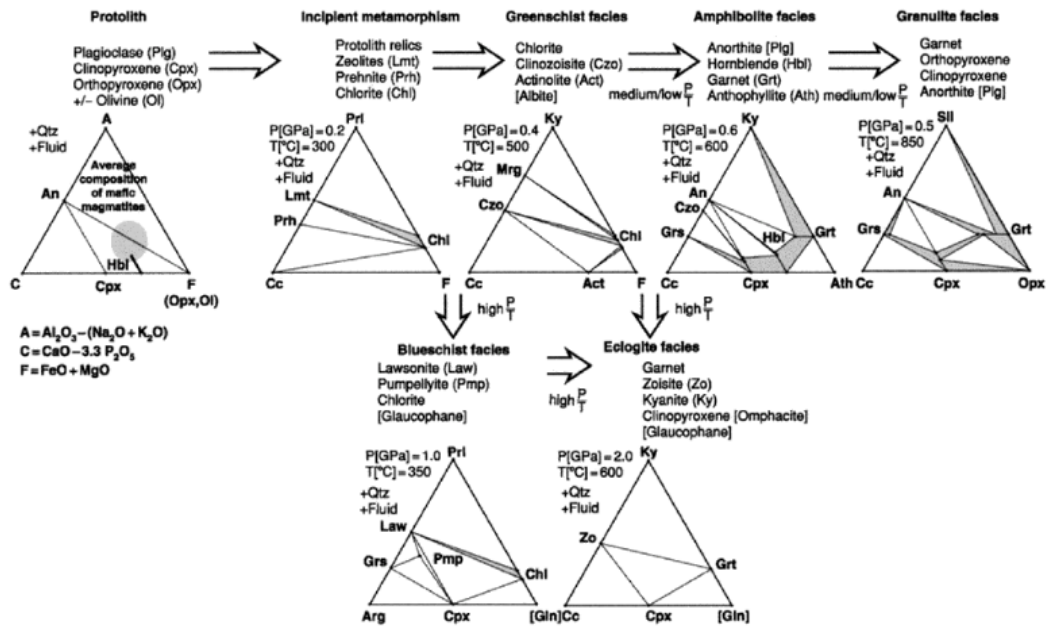 Protolith
Plagioclase (Plg)
Clinopyroxene (Cpx)
Orthopyroxene (Opx)
+/− Olivine (Ol)
Incipient metamorphism
Protolith relics
Zeolites (Lmt)
Prehnite (Prh)
Chlorite (Chl)
Greenschist facies
Chlorite
Clinozoisite (Czo)
Actinolite (Act)
[Albite]
medium/low P/T
Amphibolite facies
Anorthite [Plg]
Hornblende (Hbl)
Garnet (Grt)
Anthophyllite (Ath)
medium/low P/T
Granulite facies
Garnet
Orthopyroxene
Clinopyroxene
Anorthite [Plg]
A
+Qtz
+Fluid
Average
composition
of mafic
magmatites
An
Hbl
C
Cpx
F
(Opx,Ol)
Prl
P[GPa]=0.2
T[°C]=300
+Qtz
+Fluid
Lmt
Prh
Chl
Cc
F
Ky
P[GPa]=0.4
T[°C]=500
+Qtz
+Fluid
Mrg
Czo
Chl
Cc
Act
F
Ky
P[GPa]=0.6
T[°C]=600
+Qtz
+Fluid
An
Czo
Grs
Hbl
Grt
Cc
Cpx
Ath
Sil
P[GPa]=0.5
T[°C]=850
+Qtz
+Fluid
An
Grs
Grt
Cc
Cpx
Opx
A=Al₂O₃−(Na₂O+K₂O)
C=CaO−3.3 P₂O₅
F=FeO+MgO
high P/T
high P/T
Blueschist facies
Lawsonite (Law)
Pumpellyite (Pmp)
Chlorite
[Glaucophane]
high P/T
Eclogite facies
Garnet
Zoisite (Zo)
Kyanite (Ky)
Clinopyroxene [Omphacite]
[Glaucophane]
Prl
P[GPa]=1.0
T[°C]=350
+Qtz
+Fluid
Law
Grs
Pmp
Chl
Arg
Cpx
[Gln]
Ky
P[GPa]=2.0
T[°C]=600
+Qtz
+Fluid
Zo
Grt
Cc
Cpx
[Gln]